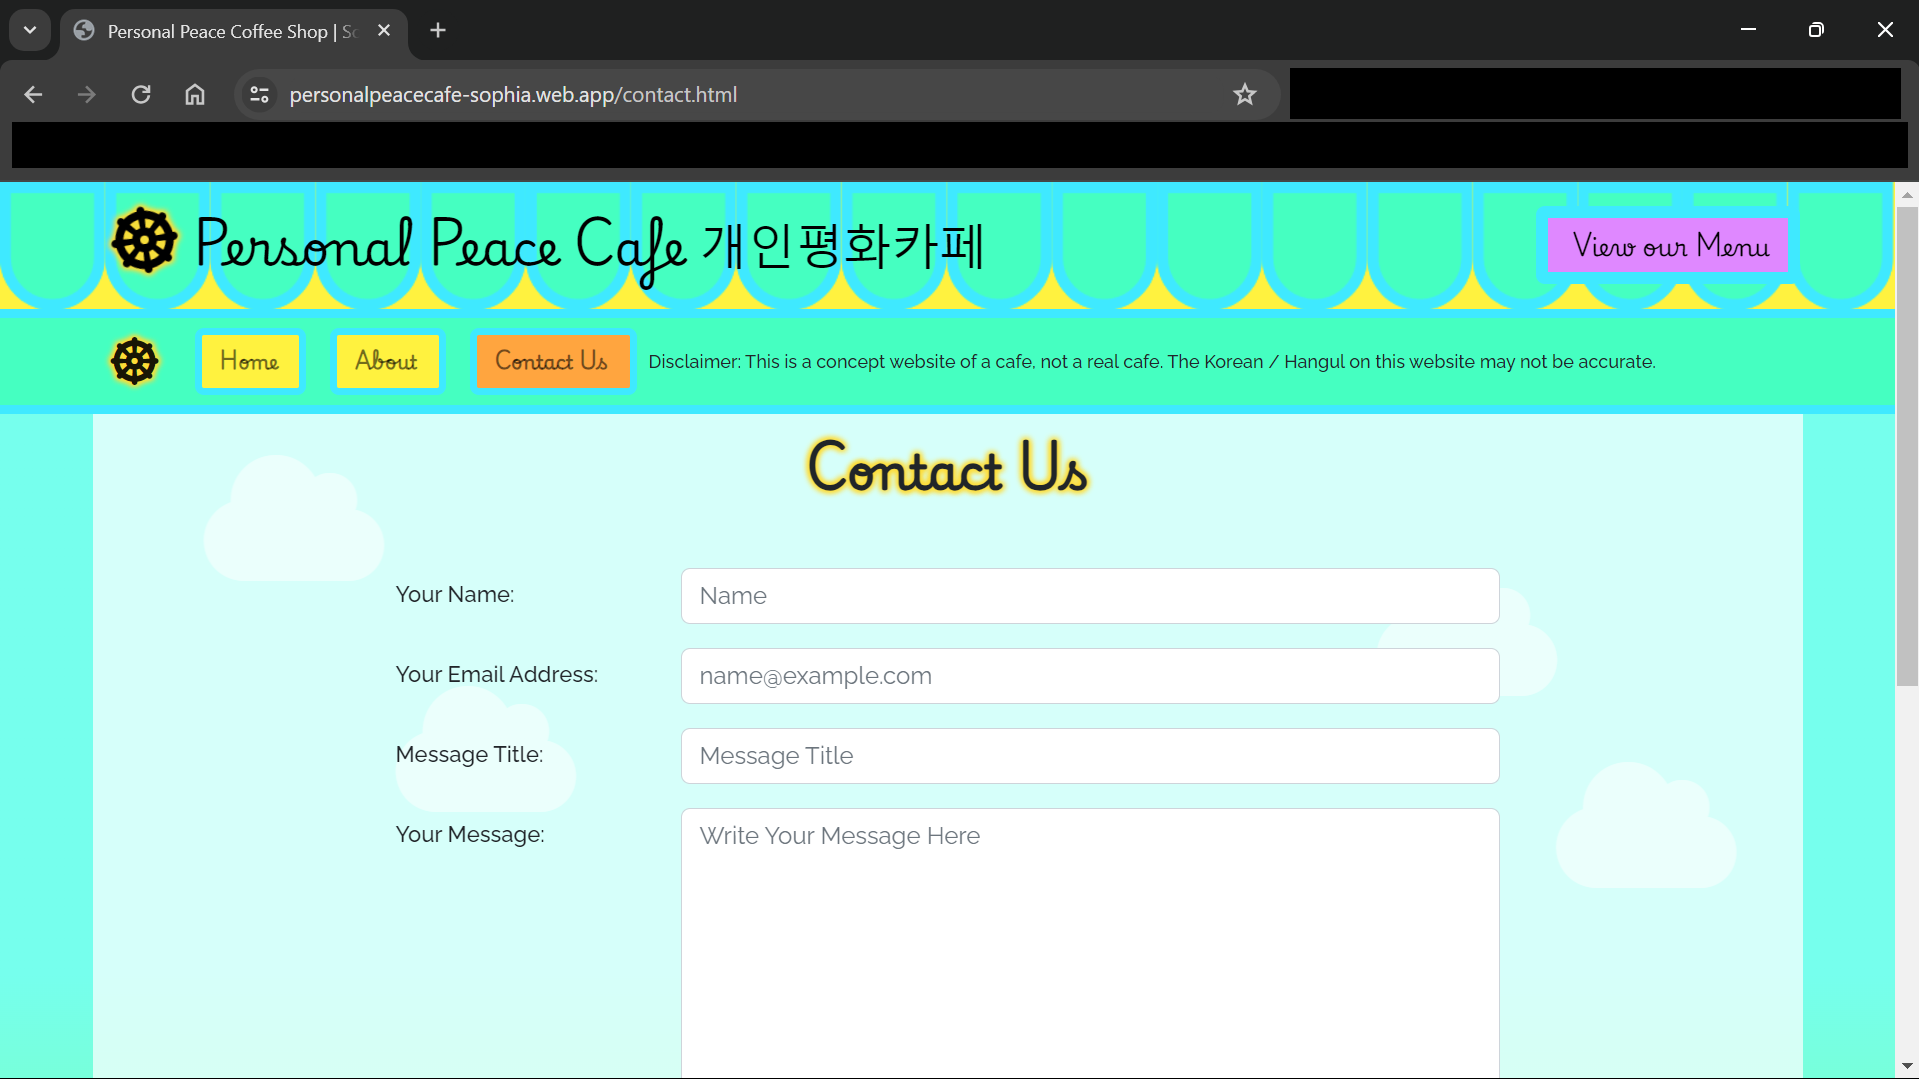 Personal Peace Coffee Shop | So
personalpeacecafe-sophia.web.app/contact.html
Personal Peace Cafe 개인평화카페
View our Menu
Home
About
Contact Us
Disclaimer: This is a concept website of a cafe, not a real cafe. The Korean / Hangul on this website may not be accurate.
Contact Us
Your Name:
Name
Your Email Address:
name@example.com
Message Title:
Message Title
Your Message:
Write Your Message Here